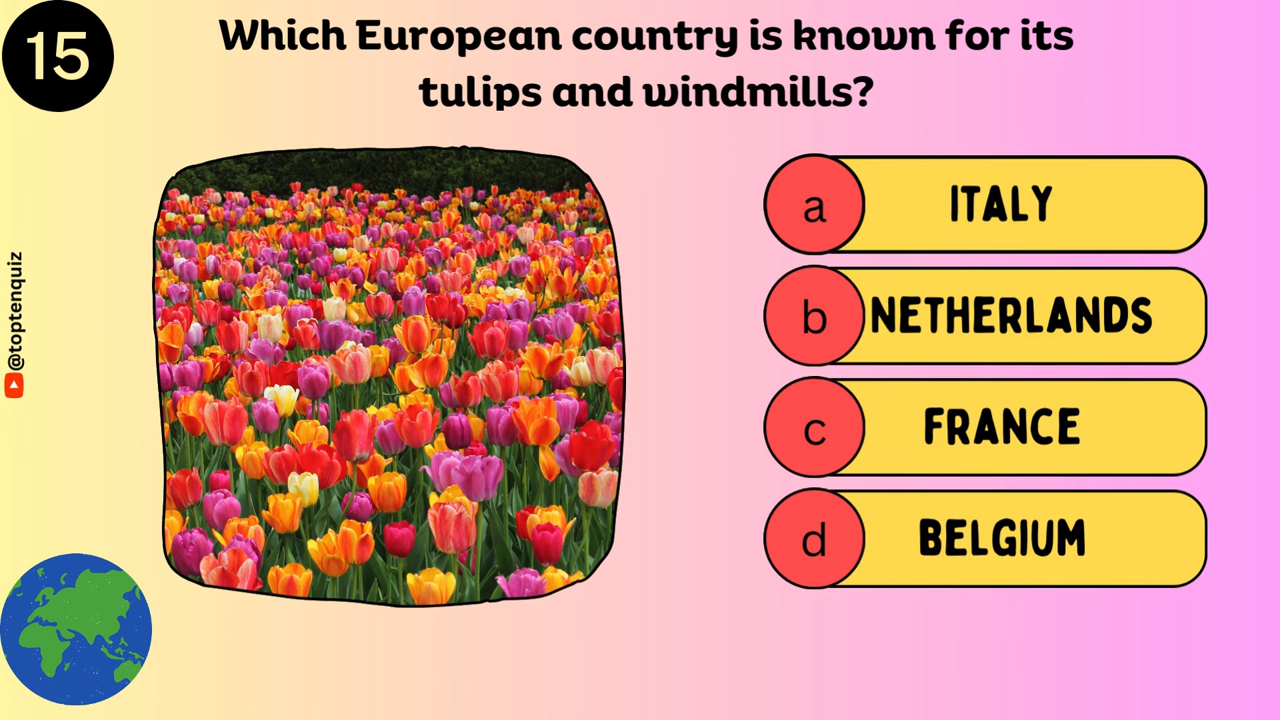 15
Which European country is known for its
tulips and windmills?
a ITALY
b NETHERLANDS
c FRANCE
d BELGIUM
@toptenquiz